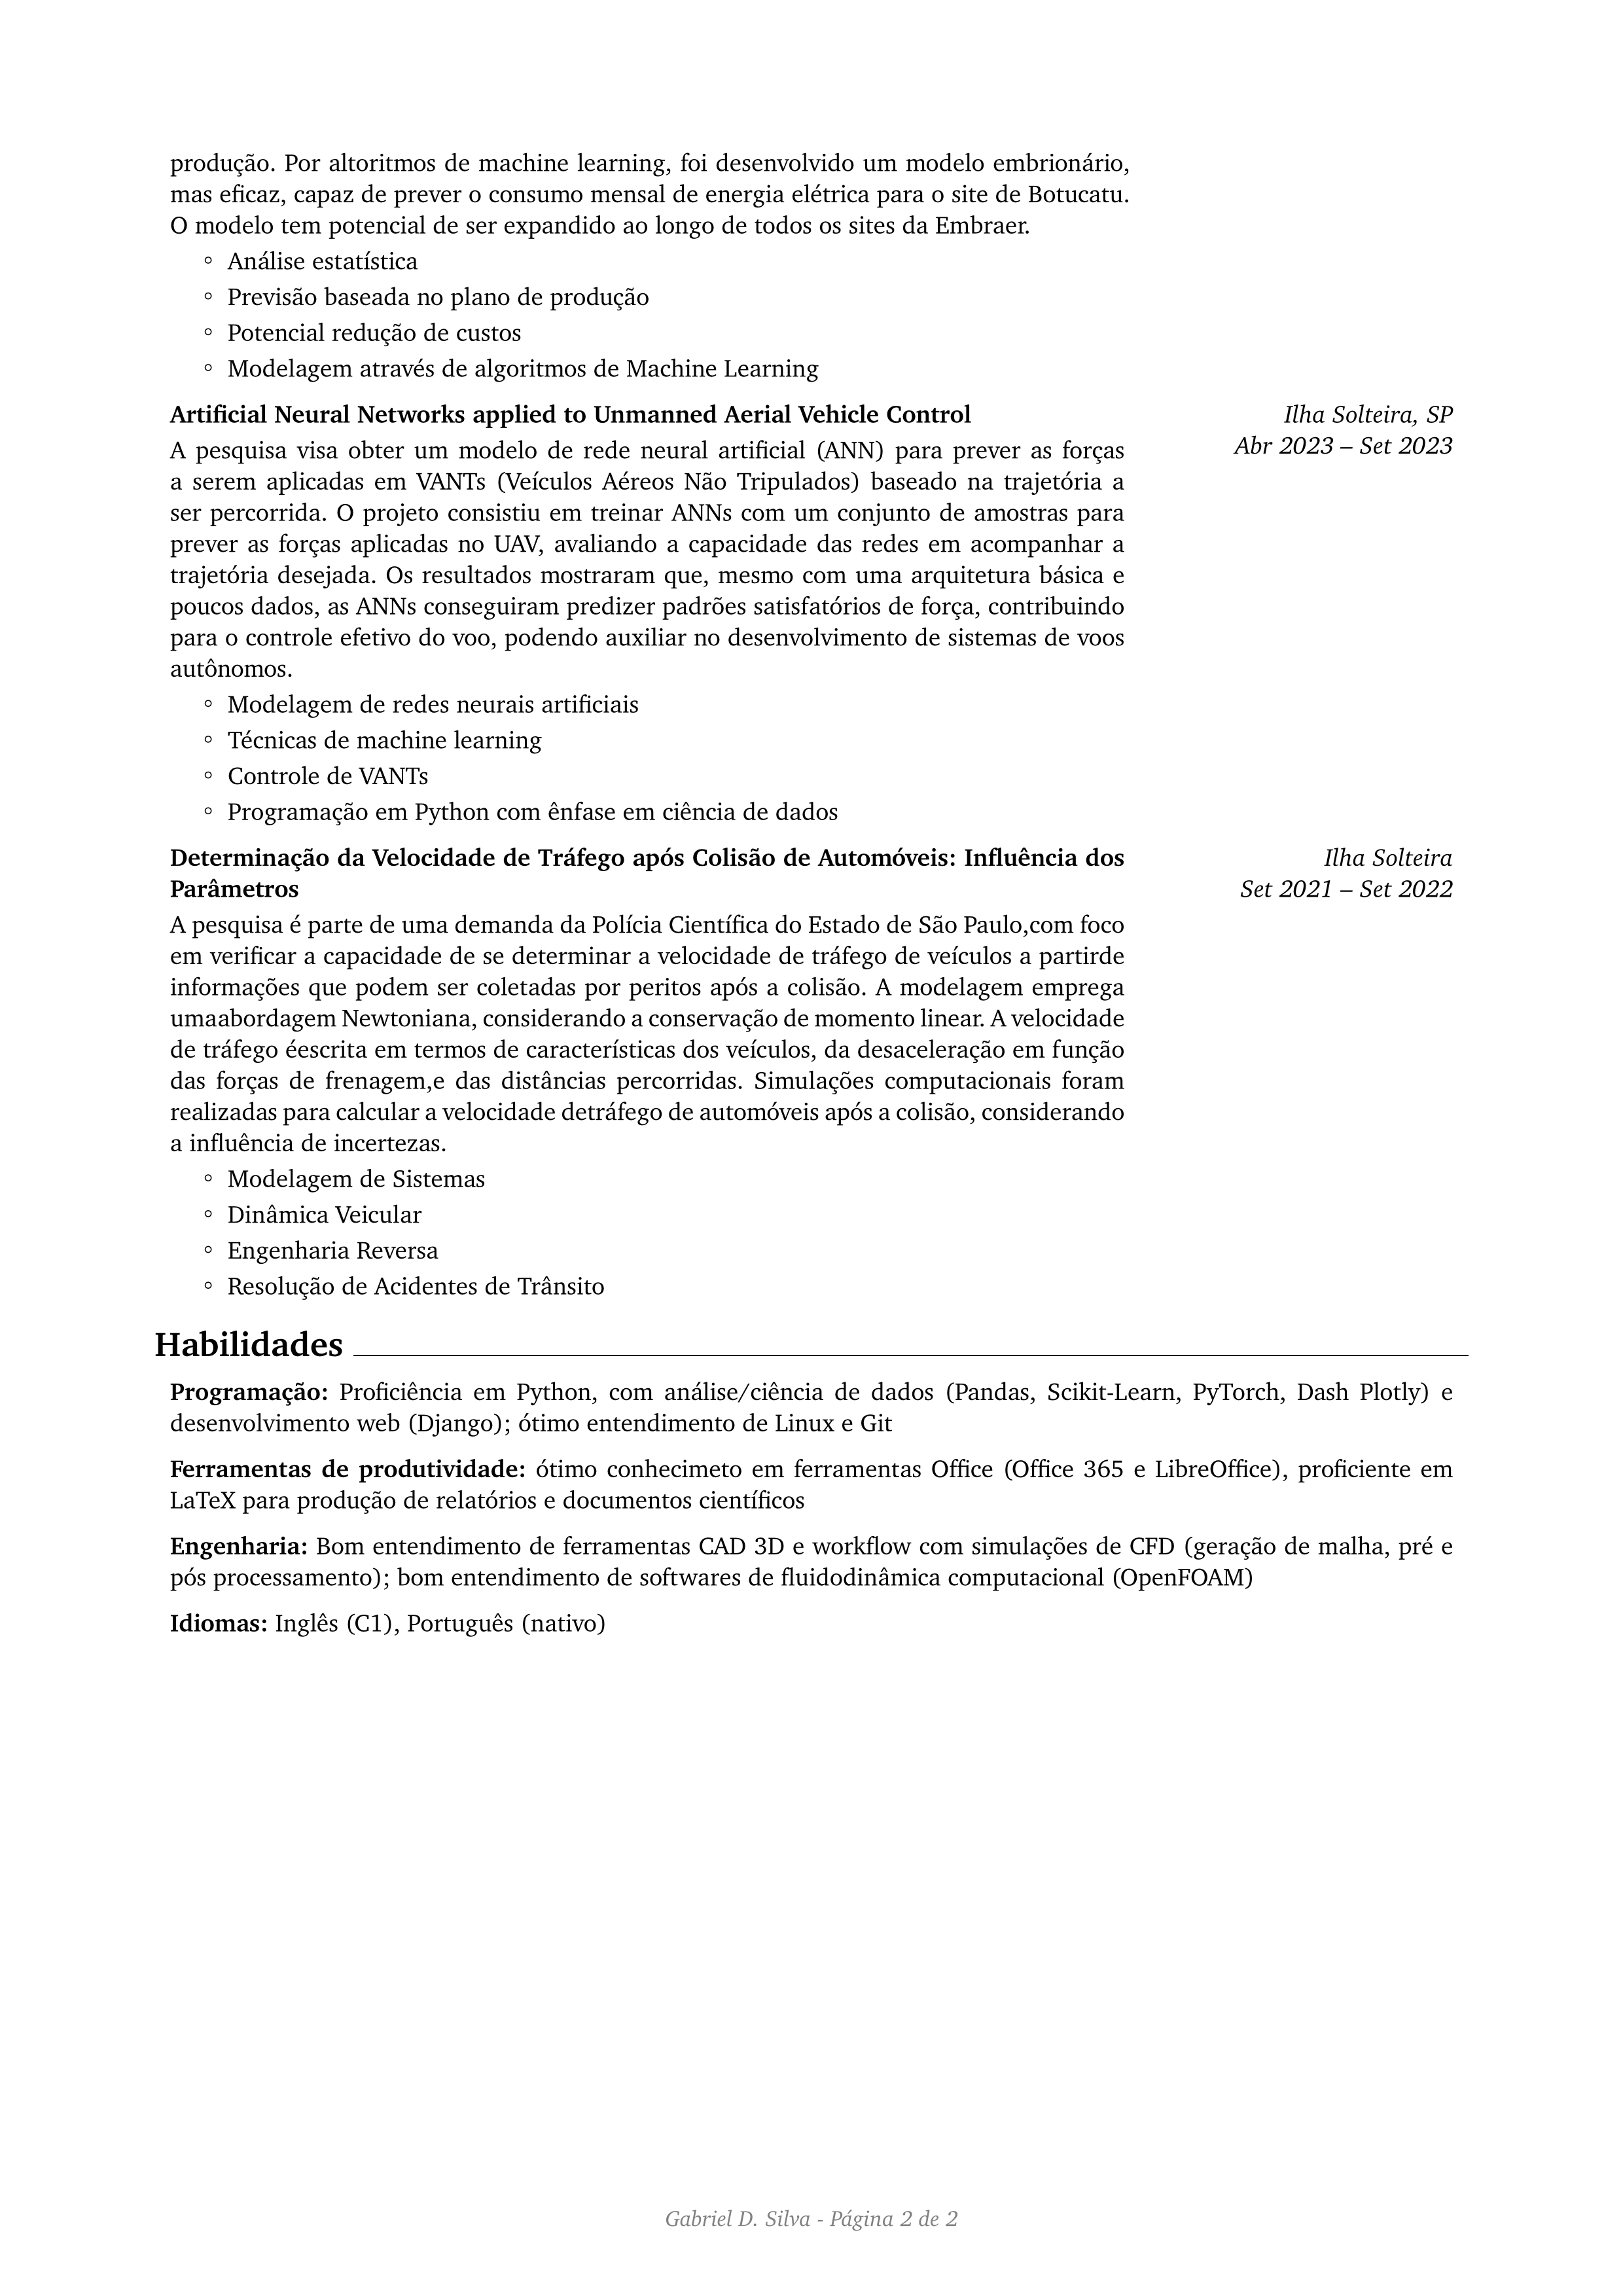 produção. Por altoritmos de machine learning, foi desenvolvido um modelo embrionário,
mas eficaz, capaz de prever o consumo mensal de energia elétrica para o site de Botucatu.
O modelo tem potencial de ser expandido ao longo de todos os sites da Embraer.
◦ Análise estatística
◦ Previsão baseada no plano de produção
◦ Potencial redução de custos
◦ Modelagem através de algoritmos de Machine Learning
Artificial Neural Networks applied to Unmanned Aerial Vehicle Control
Ilha Solteira, SP
Abr 2023 – Set 2023
A pesquisa visa obter um modelo de rede neural artificial (ANN) para prever as forças
a serem aplicadas em VANTs (Veículos Aéreos Não Tripulados) baseado na trajetória a
ser percorrida. O projeto consistiu em treinar ANNs com um conjunto de amostras para
prever as forças aplicadas no UAV, avaliando a capacidade das redes em acompanhar a
trajetória desejada. Os resultados mostraram que, mesmo com uma arquitetura básica e
poucos dados, as ANNs conseguiram predizer padrões satisfatórios de força, contribuindo
para o controle efetivo do voo, podendo auxiliar no desenvolvimento de sistemas de voos
autônomos.
◦ Modelagem de redes neurais artificiais
◦ Técnicas de machine learning
◦ Controle de VANTs
◦ Programação em Python com ênfase em ciência de dados
Determinação da Velocidade de Tráfego após Colisão de Automóveis: Influência dos
Parâmetros
Ilha Solteira
Set 2021 – Set 2022
A pesquisa é parte de uma demanda da Polícia Científica do Estado de São Paulo,com foco
em verificar a capacidade de se determinar a velocidade de tráfego de veículos a partirde
informações que podem ser coletadas por peritos após a colisão. A modelagem emprega
umaabordagem Newtoniana, considerando a conservação de momento linear. A velocidade
de tráfego éescrita em termos de características dos veículos, da desaceleração em função
das forças de frenagem,e das distâncias percorridas. Simulações computacionais foram
realizadas para calcular a velocidade detráfego de automóveis após a colisão, considerando
a influência de incertezas.
◦ Modelagem de Sistemas
◦ Dinâmica Veicular
◦ Engenharia Reversa
◦ Resolução de Acidentes de Trânsito
Habilidades
Programação: Proficiência em Python, com análise/ciência de dados (Pandas, Scikit-Learn, PyTorch, Dash Plotly) e
desenvolvimento web (Django); ótimo entendimento de Linux e Git
Ferramentas de produtividade: ótimo conhecimeto em ferramentas Office (Office 365 e LibreOffice), proficiente em
LaTeX para produção de relatórios e documentos científicos
Engenharia: Bom entendimento de ferramentas CAD 3D e workflow com simulações de CFD (geração de malha, pré e
pós processamento); bom entendimento de softwares de fluidodinâmica computacional (OpenFOAM)
Idiomas: Inglês (C1), Português (nativo)
Gabriel D. Silva - Página 2 de 2